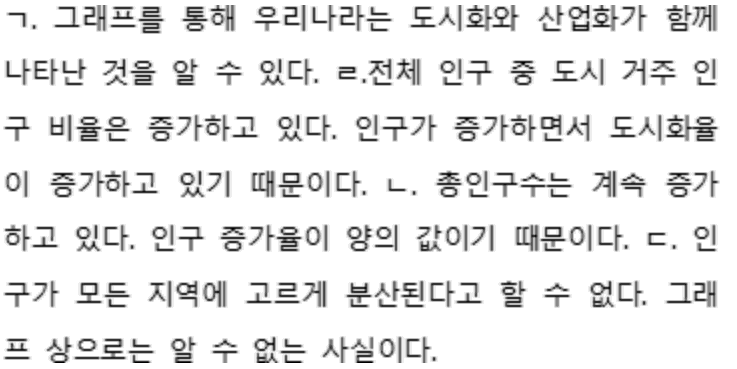 ㄱ. 그래프를 통해 우리나라는 도시화와 산업화가 함께
나타난 것을 알 수 있다. ㄹ.전체 인구 중 도시 거주 인
구 비율은 증가하고 있다. 인구가 증가하면서 도시화율
이 증가하고 있기 때문이다. ㄴ. 총인구수는 계속 증가
하고 있다. 인구 증가율이 양의 값이기 때문이다. ㄷ. 인
구가 모든 지역에 고르게 분산된다고 할 수 없다. 그래
프 상으로는 알 수 없는 사실이다.